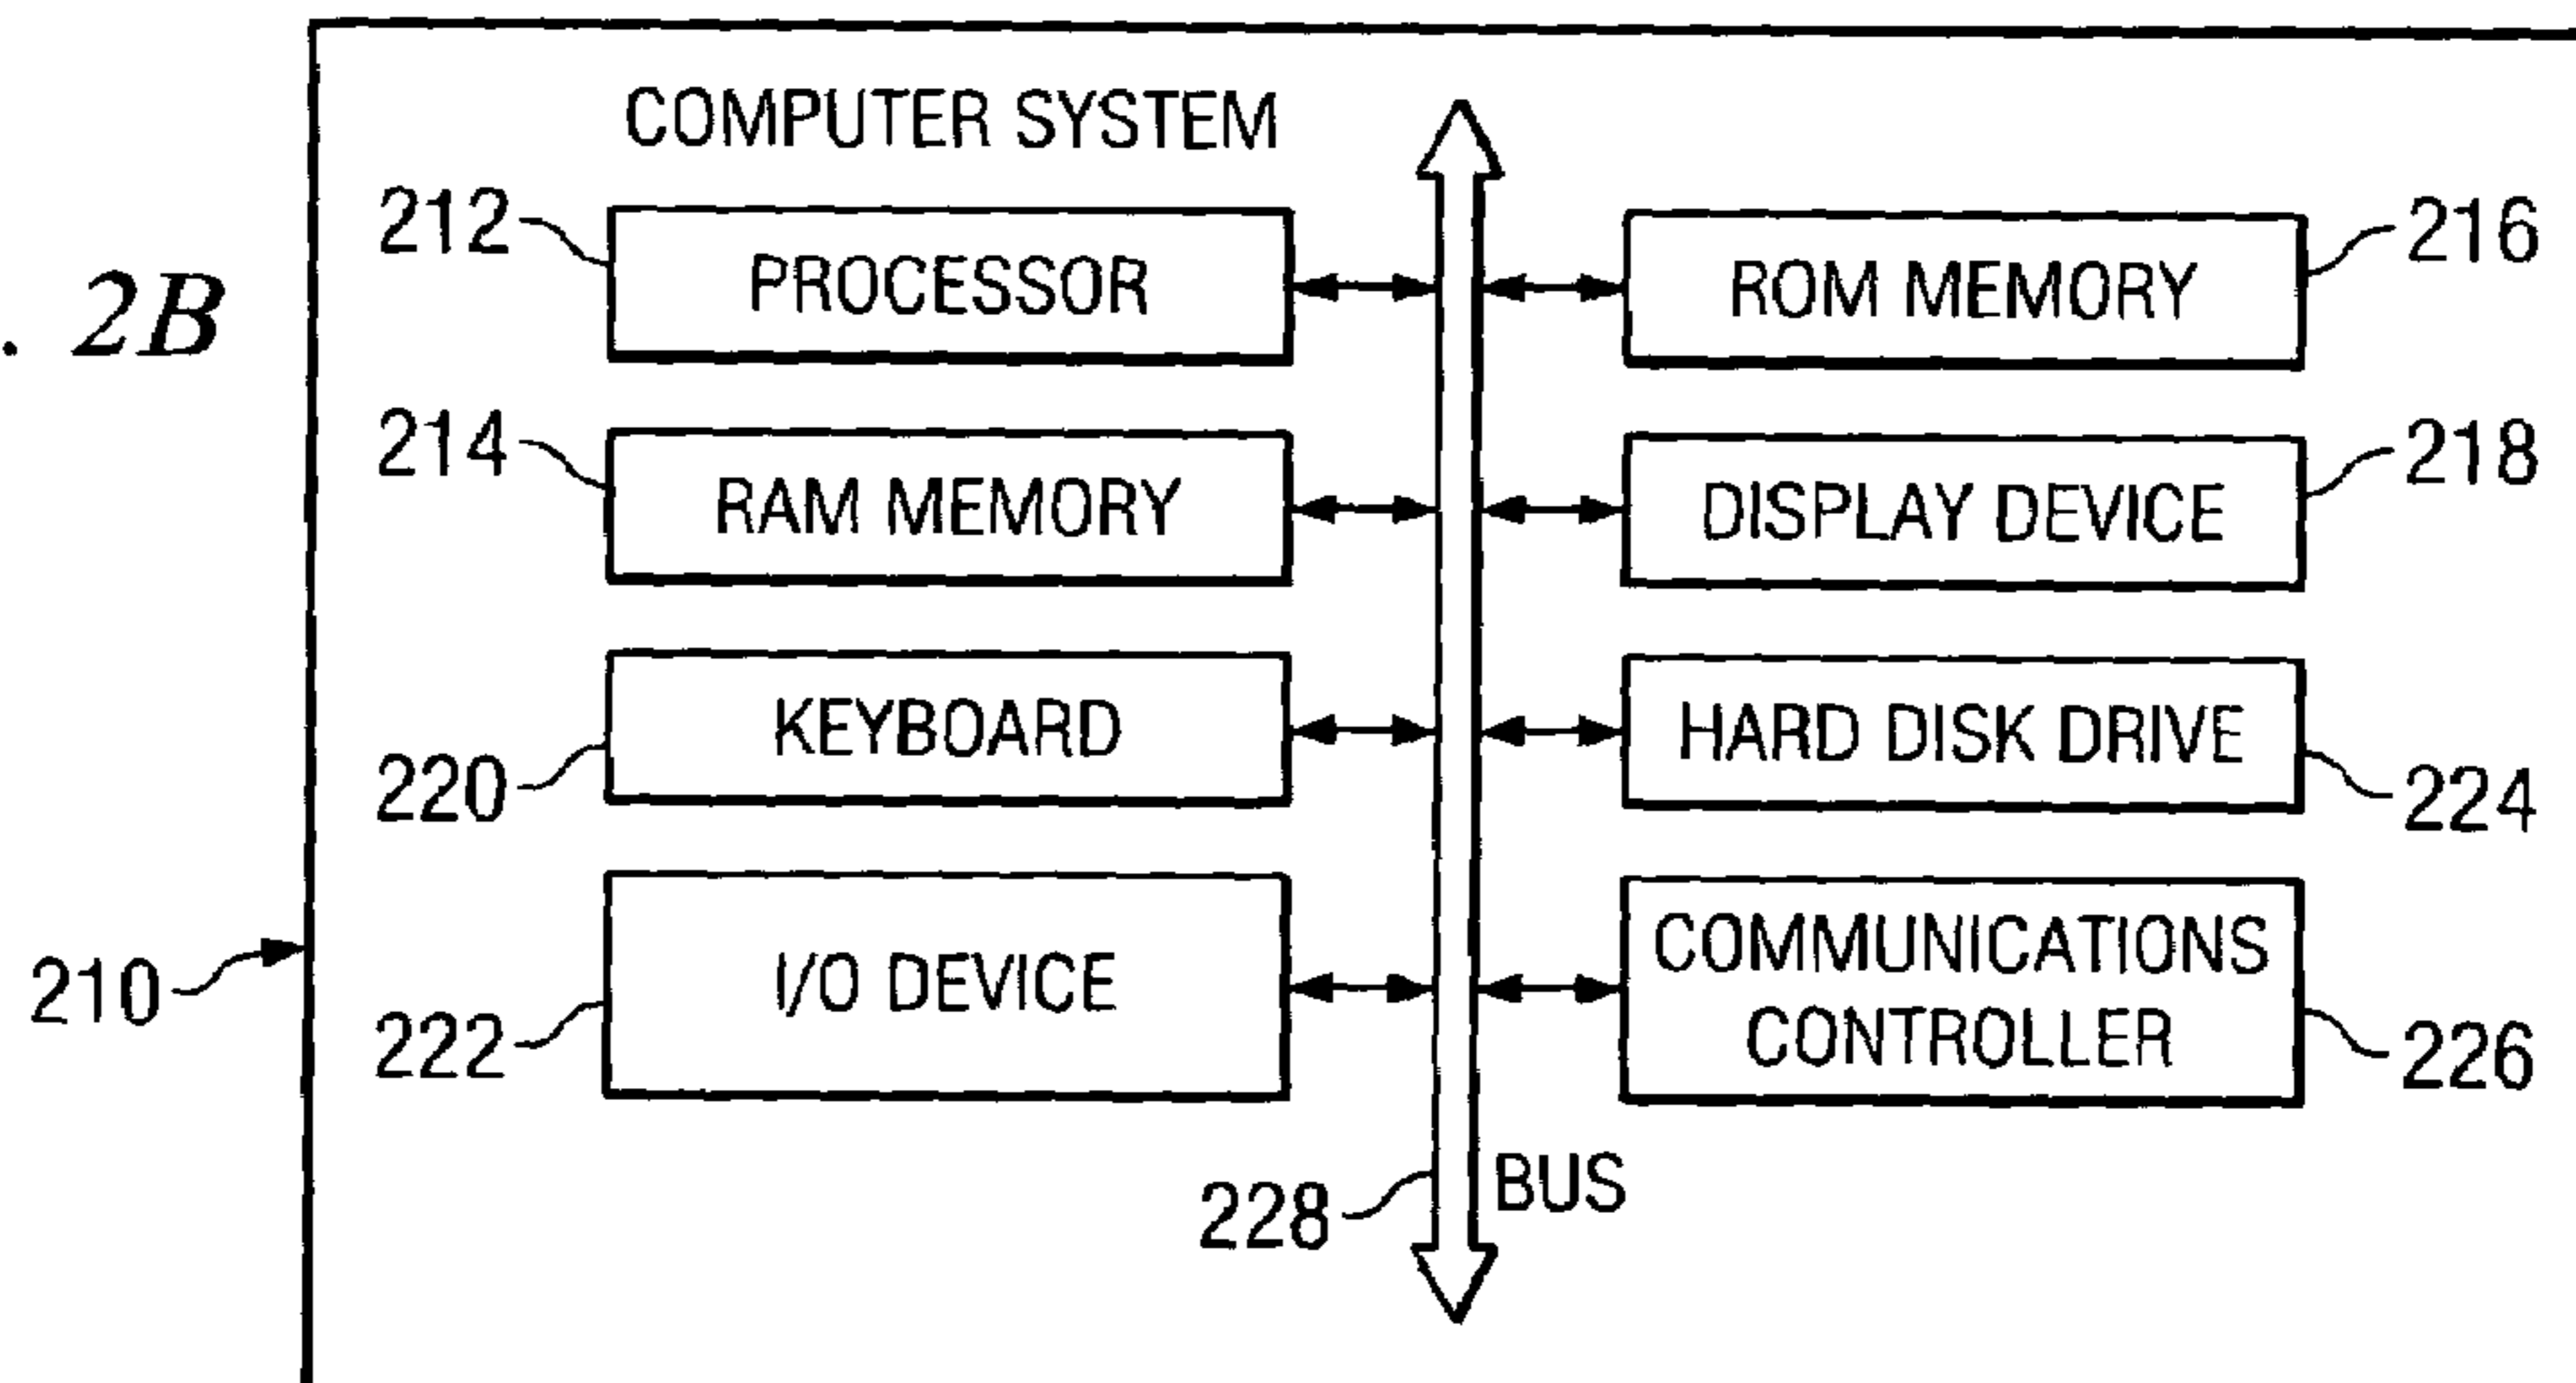 COMPUTER SYSTEM
212
PROCESSOR
ROM MEMORY
216
. 2B
214
RAM MEMORY
DISPLAY DEVICE
218
KEYBOARD
HARD DISK DRIVE
220
224
210
I/O DEVICE
COMMUNICATIONS
CONTROLLER
222
226
228
BUS